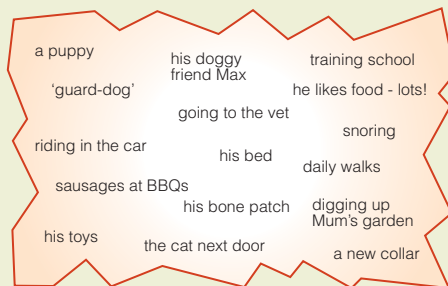 a puppy
his doggy
friend Max
training school
'guard-dog'
he likes food - lots!
going to the vet
snoring
riding in the car
his bed
daily walks
sausages at BBQs
his bone patch
digging up
Mum's garden
his toys
the cat next door
a new collar